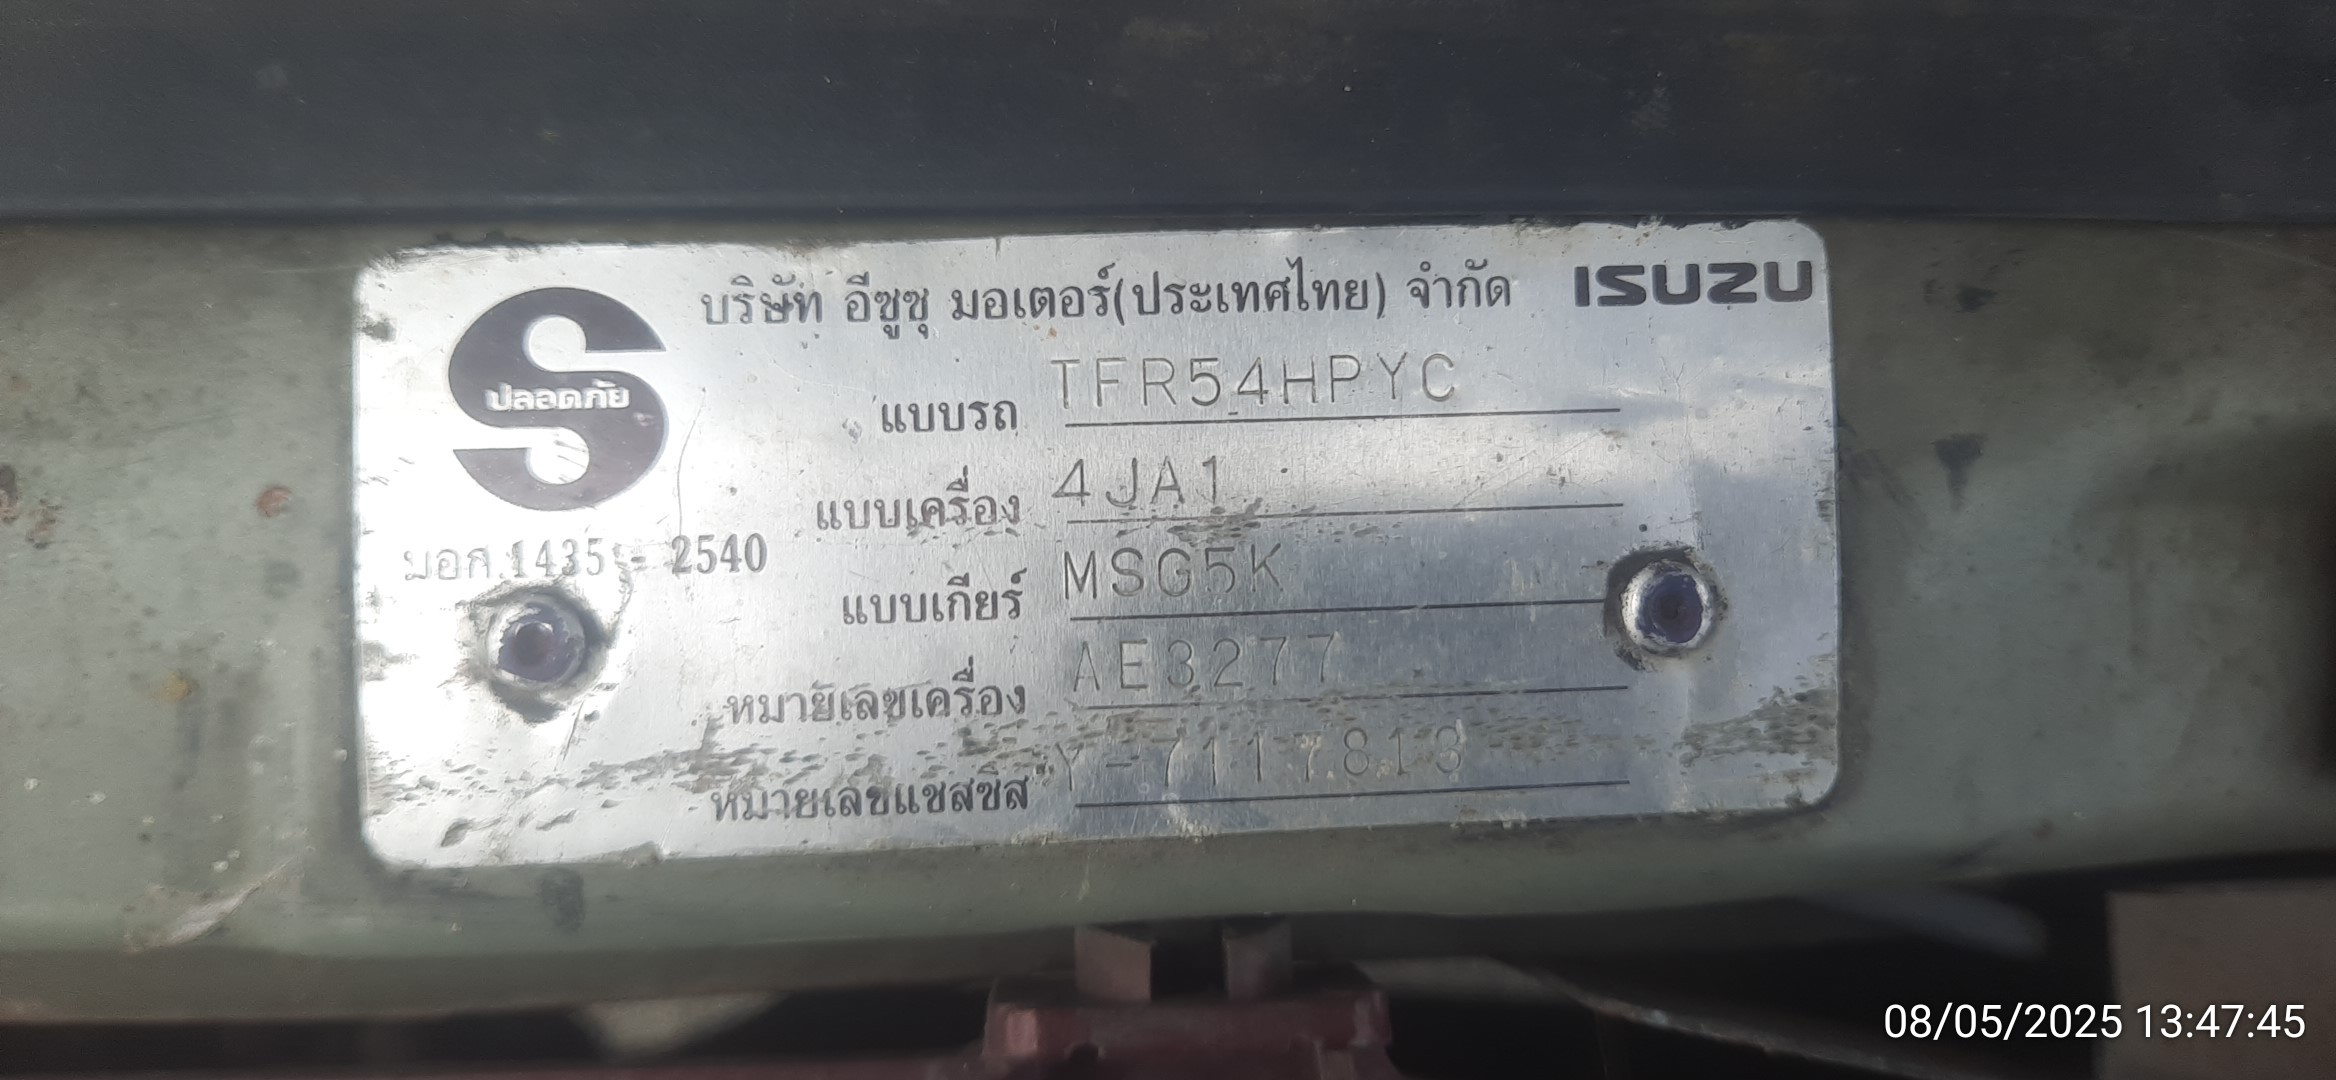 บริษัท อีซูซุ มอเตอร์(ประเทศไทย) จำกัด ISUZU
ปลอดภัย
แบบรถ TFR54HPYC
แบบเครื่อง 4JA1
มอก.1435 - 2540
แบบเกียร์ MSG5K
หมายเลขเครื่อง AE3277
หมายเลขแชสซิส Y-7117813
08/05/2025 13:47:45